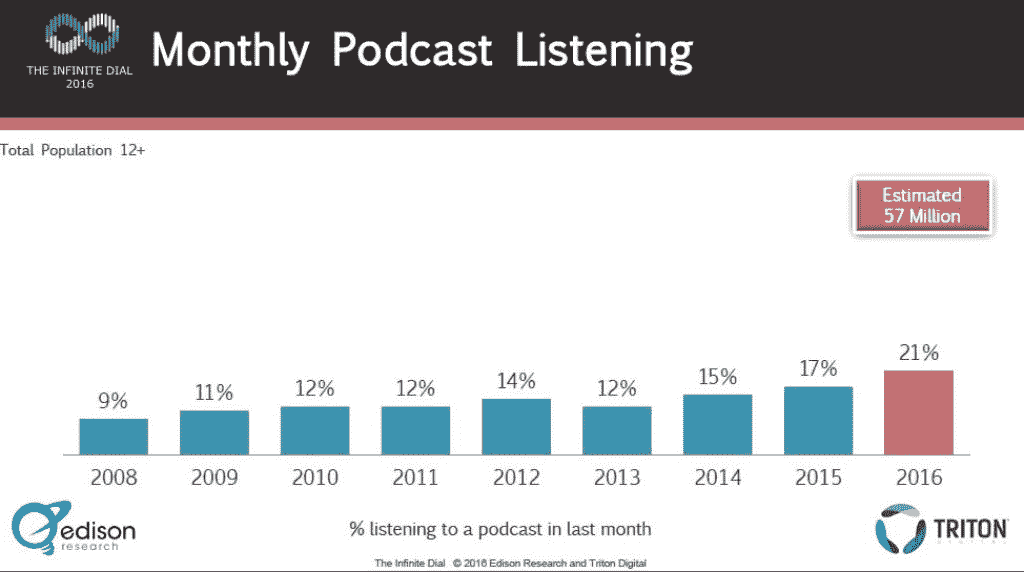 THE INFINITE DIAL
2016
Monthly Podcast Listening
Total Population 12+
Estimated
57 Million
9%
11%
12%
12%
14%
12%
15%
17%
21%
2008
2009
2010
2011
2012
2013
2014
2015
2016
edison
research
% listening to a podcast in last month
TRITON
DIGITAL
The Infinite Dial © 2016 Edison Research and Triton Digital